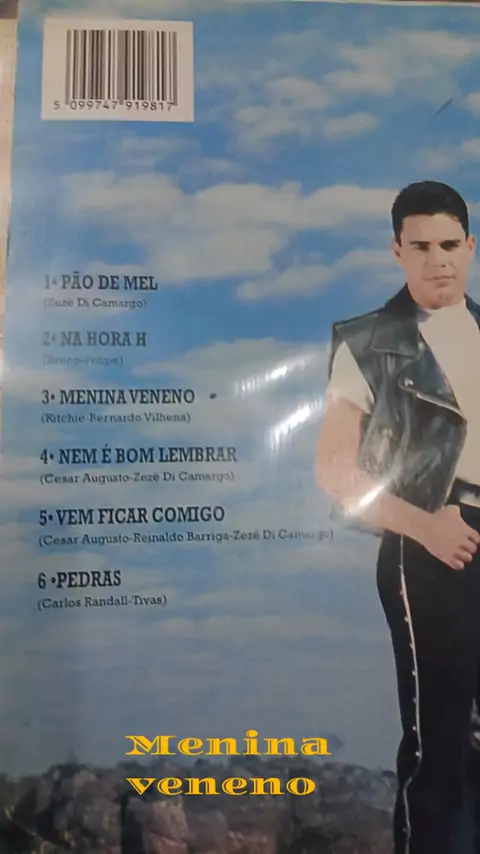 5 099747 919817
1• PÃO DE MEL
(Zezé Di Camargo)
2• NA HORA H
3• MENINA VENENO
(Ritchie-Bernardo Vilhena)
4• NEM É BOM LEMBRAR
(Cesar Augusto-Zezé Di Camargo)
5• VEM FICAR COMIGO
(Cesar Augusto-Reinaldo Barriga-Zezé Di Camargo)
6 •PEDRAS
(Carlos Randall-Tivas)
Menina
veneno